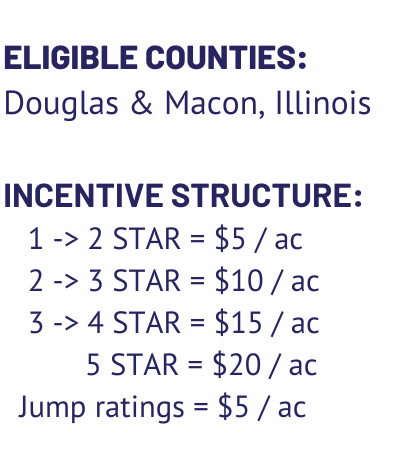 ELIGIBLE COUNTIES:
Douglas & Macon, Illinois
INCENTIVE STRUCTURE:
1 -> 2 STAR = $5 / ac
2 -> 3 STAR = $10 / ac
3 -> 4 STAR = $15 / ac
5 STAR = $20 / ac
Jump ratings = $5 / ac